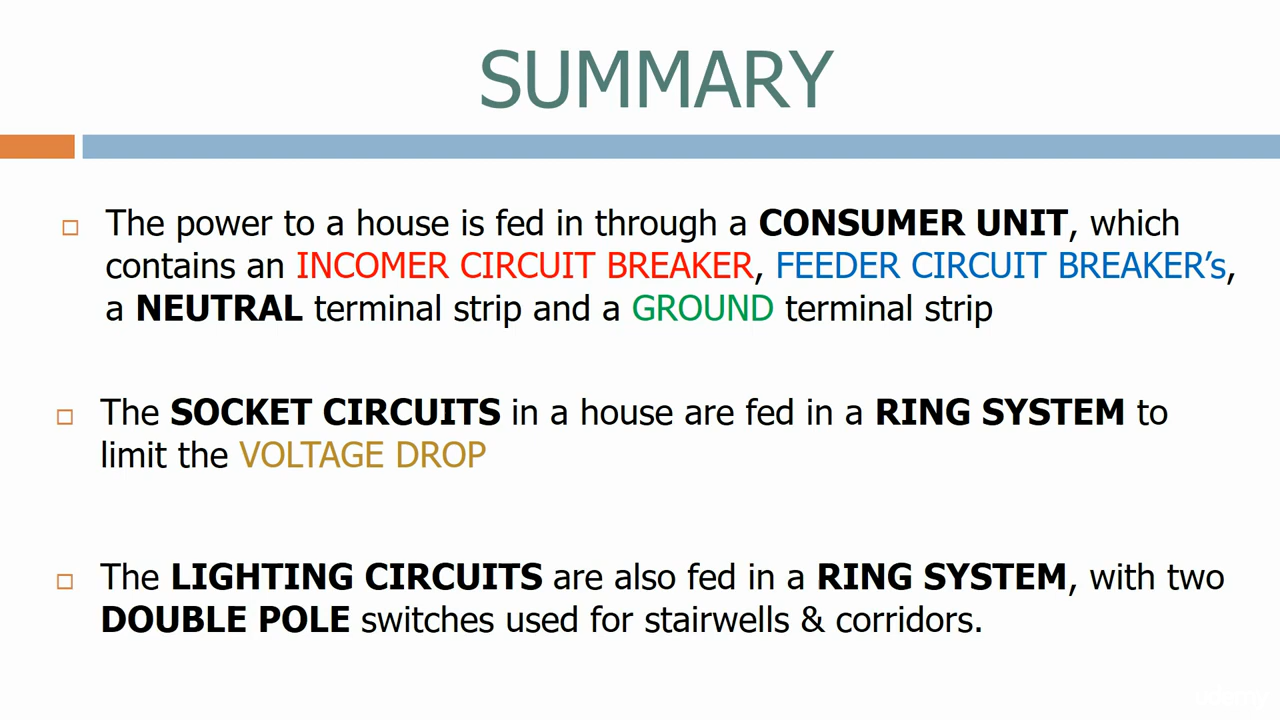 SUMMARY
The power to a house is fed in through a CONSUMER UNIT, which
contains an INCOMER CIRCUIT BREAKER, FEEDER CIRCUIT BREAKER’s,
a NEUTRAL terminal strip and a GROUND terminal strip
The SOCKET CIRCUITS in a house are fed in a RING SYSTEM to
limit the VOLTAGE DROP
The LIGHTING CIRCUITS are also fed in a RING SYSTEM, with two
DOUBLE POLE switches used for stairwells & corridors.
udemy